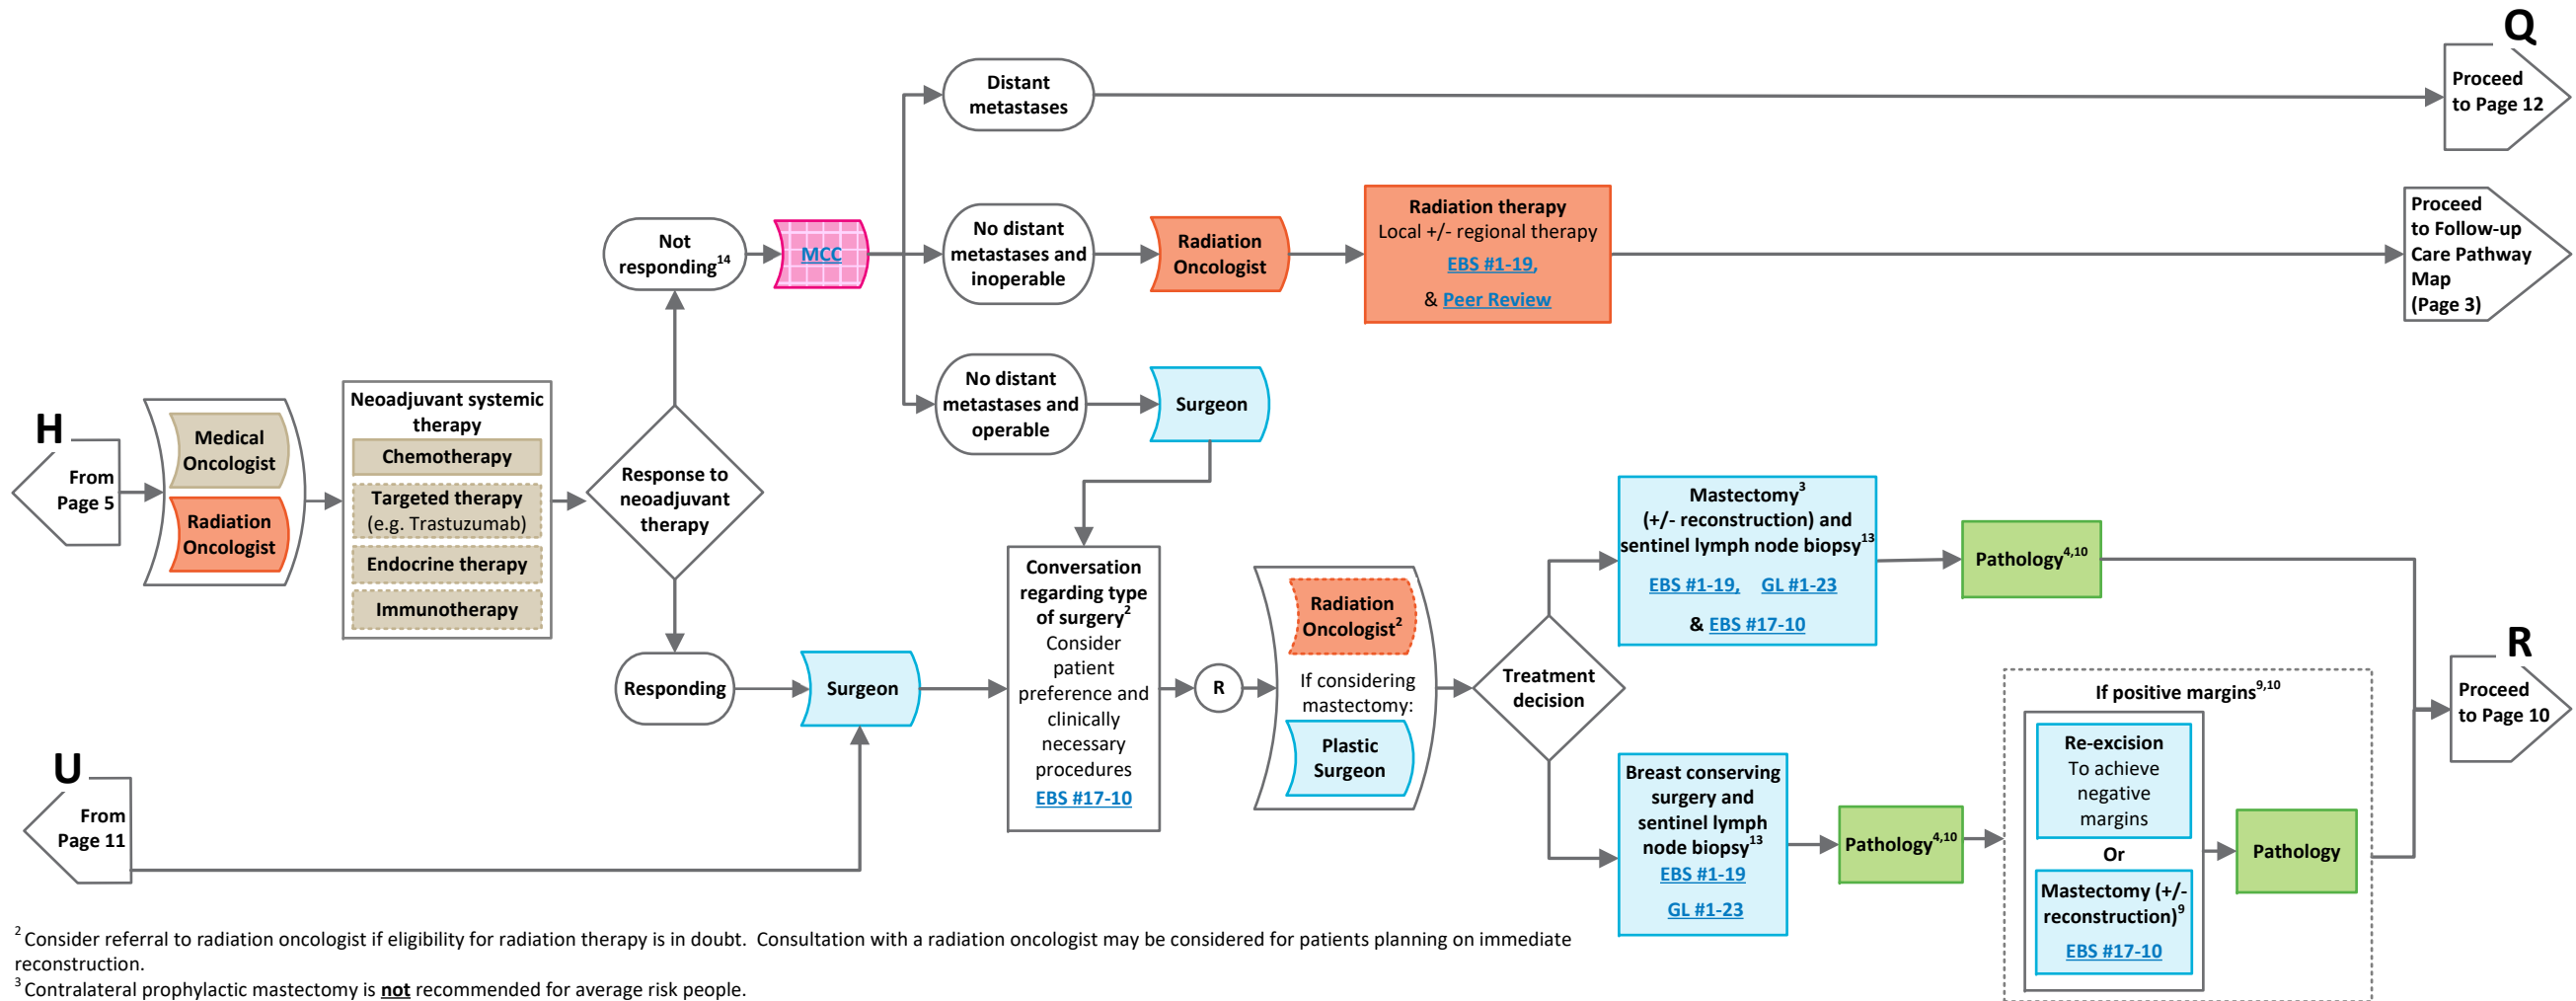 Q
Proceed
to Page 12
Distant
metastases
Not
responding14
MCC
No distant
metastases and
inoperable
Radiation
Oncologist
Radiation therapy
Local +/- regional therapy
EBS #1-19,
& Peer Review
Proceed
to Follow-up
Care Pathway
Map
(Page 3)
No distant
metastases and
operable
Surgeon
H
From
Page 5
Medical
Oncologist
Radiation
Oncologist
Neoadjuvant systemic
therapy
Chemotherapy
Targeted therapy
(e.g. Trastuzumab)
Endocrine therapy
Immunotherapy
Response to
neoadjuvant
therapy
Responding
Surgeon
U
From
Page 11
Conversation
regarding type
of surgery2
Consider
patient
preference and
clinically
necessary
procedures
EBS #17-10
R
Radiation
Oncologist2
If considering
mastectomy:
Plastic
Surgeon
Treatment
decision
Mastectomy3
(+/- reconstruction) and
sentinel lymph node biopsy13
EBS #1-19, GL #1-23
& EBS #17-10
Pathology4,10
Breast conserving
surgery and
sentinel lymph
node biopsy13
EBS #1-19
GL #1-23
Pathology4,10
If positive margins9,10
Re-excision
To achieve
negative
margins
Or
Mastectomy (+/-
reconstruction)9
EBS #17-10
Pathology
R
Proceed
to Page 10
2 Consider referral to radiation oncologist if eligibility for radiation therapy is in doubt. Consultation with a radiation oncologist may be considered for patients planning on immediate
reconstruction.
3 Contralateral prophylactic mastectomy is not recommended for average risk people.